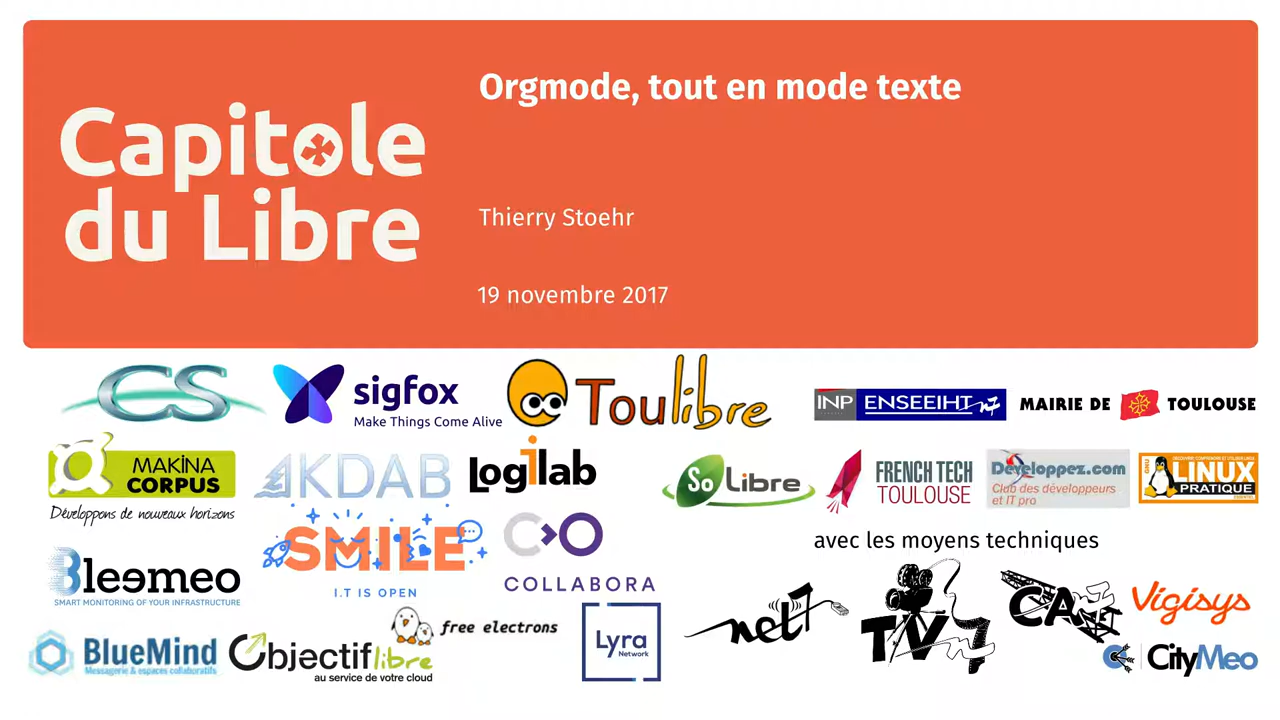 Capitole
du Libre
Orgmode, tout en mode texte
Thierry Stoehr
19 novembre 2017
CS
sigfox
Make Things Come Alive
Toulibre
INP ENSEEIHT n7
MAIRIE DE TOULOUSE
MAKINA
CORPUS
Développons de nouveaux horizons
KDAB
Logilab
So Libre
FRENCH TECH
TOULOUSE
Developpez.com
Club des développeurs
et IT pro
LINUX
PRATIQUE
SMILE
I.T IS OPEN
COLLABORA
avec les moyens techniques
Bleemeo
SMART MONITORING OF YOUR INFRASTRUCTURE
net7
TV7
CA
Vigisys
BlueMind
Messagerie & espaces collaboratifs
Objectif libre
au service de votre cloud
free electrons
Lyra
Network
CityMeo